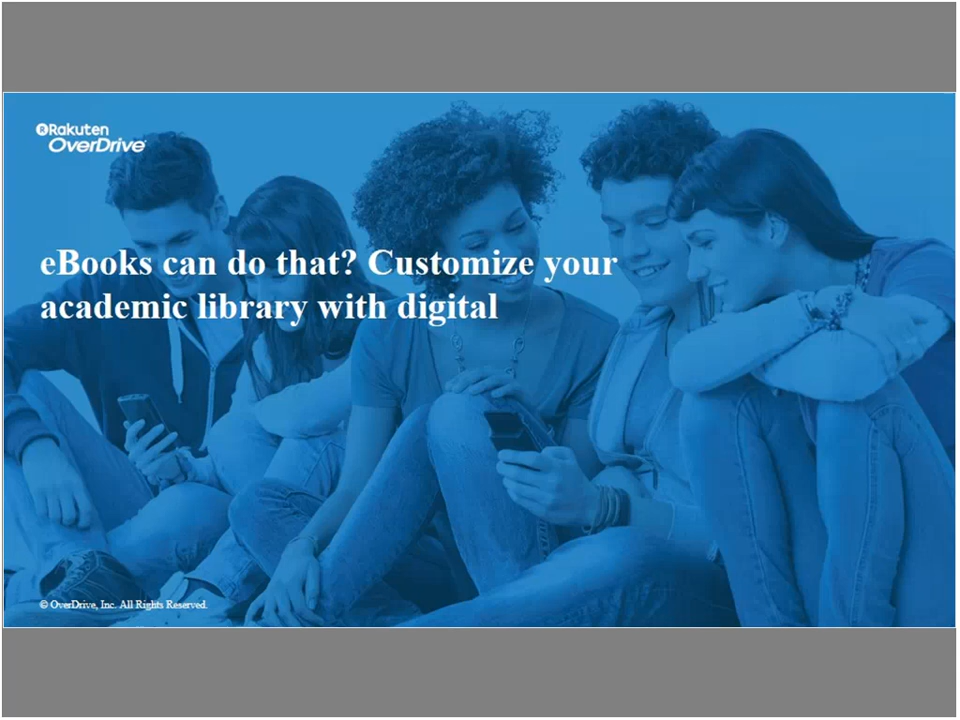 Rakuten
OverDrive
eBooks can do that? Customize your
academic library with digital
© OverDrive, Inc. All Rights Reserved.